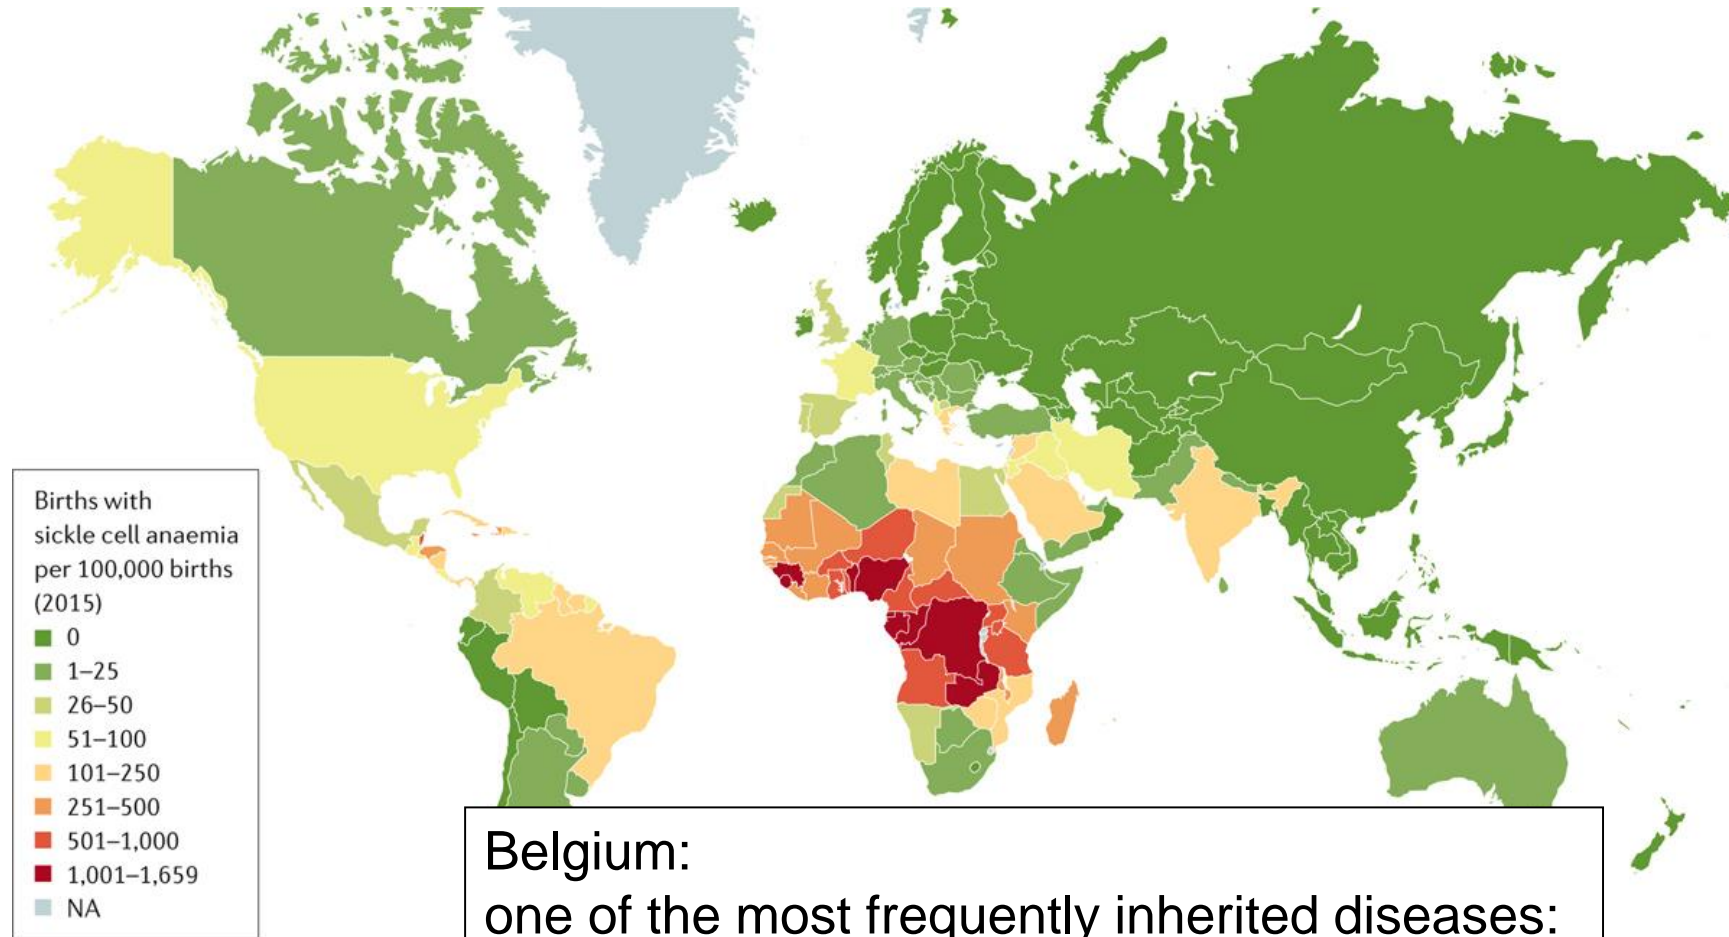 Births with
sickle cell anaemia
per 100,000 births
(2015)
0
1–25
26–50
51–100
101–250
251–500
501–1,000
1,001–1,659
NA
Belgium:
one of the most frequently inherited diseases: